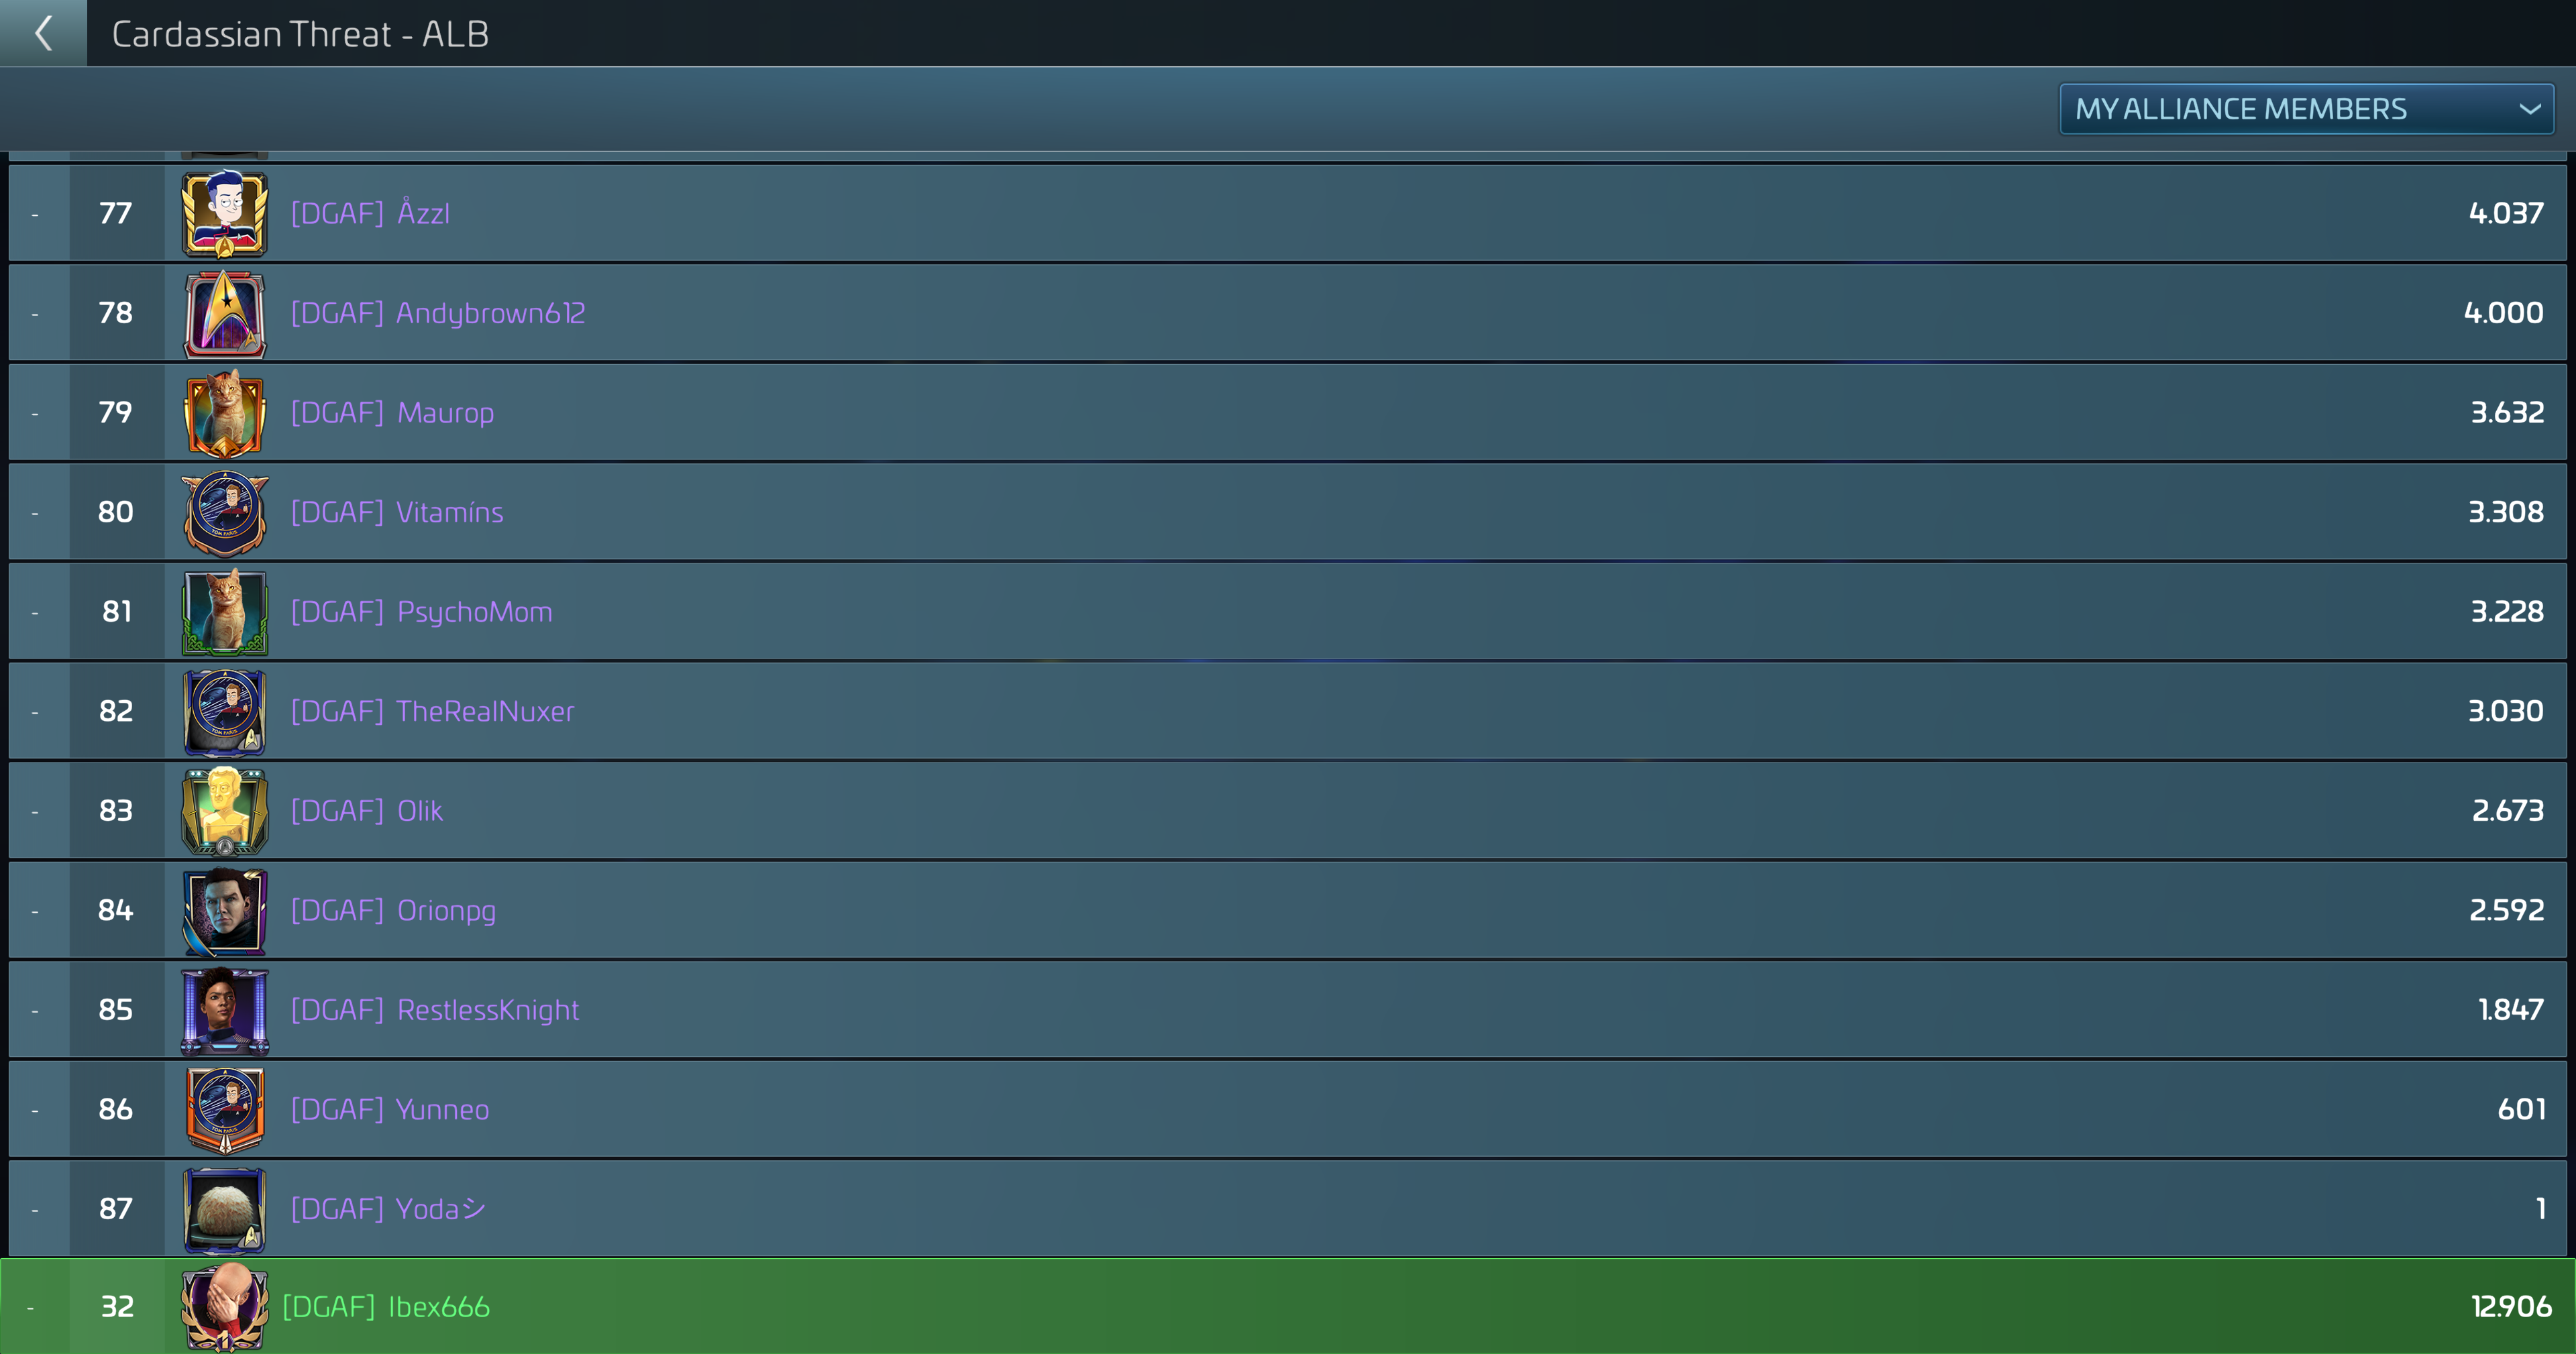 Cardassian Threat - ALB
MY ALLIANCE MEMBERS
- 77 [DGAF] Åzzl 4.037
- 78 [DGAF] Andybrown612 4.000
- 79 [DGAF] Maurop 3.632
- 80 [DGAF] Vitamíns 3.308
- 81 [DGAF] PsychoMom 3.228
- 82 [DGAF] TheRealNuxer 3.030
- 83 [DGAF] Olik 2.673
- 84 [DGAF] Orionpg 2.592
- 85 [DGAF] RestlessKnight 1.847
- 86 [DGAF] Yunneo 601
- 87 [DGAF] Yodaシ 1
- 32 [DGAF] Ibex666 12.906